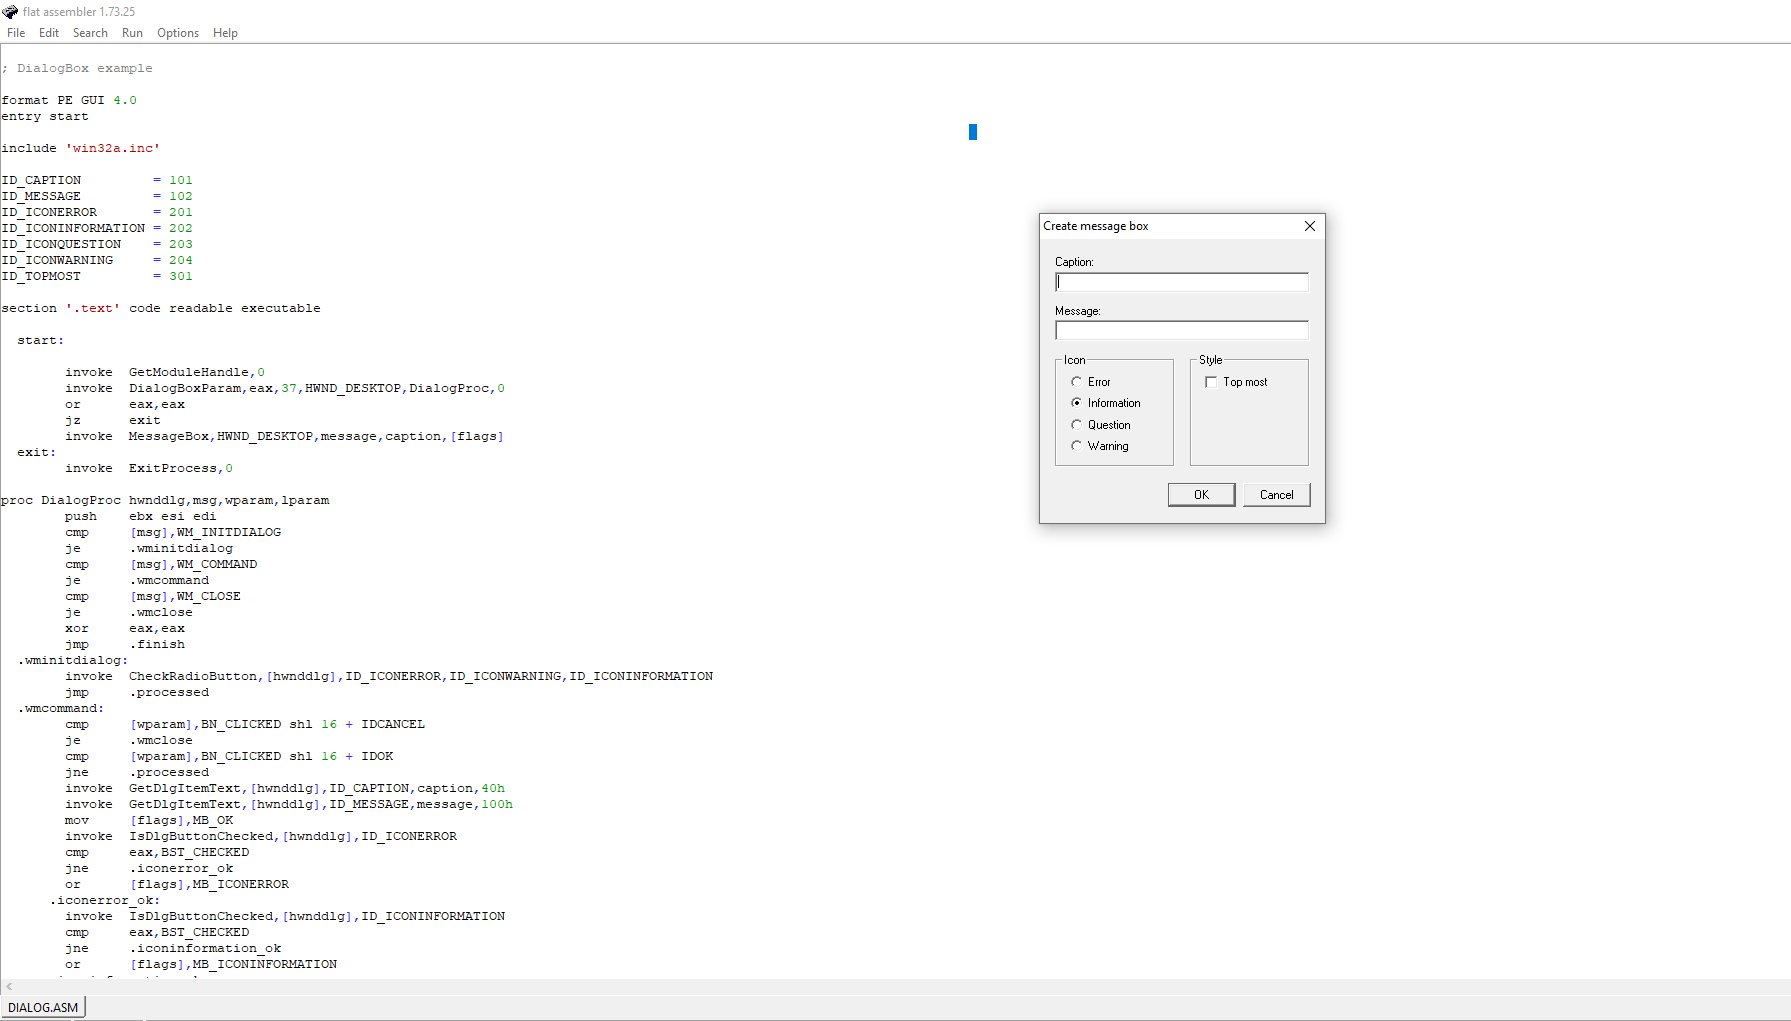 flat assembler 1.73.25
File Edit Search Run Options Help
; DialogBox example
format PE GUI 4.0
entry start
include 'win32a.inc'
ID_CAPTION = 101
ID_MESSAGE = 102
ID_ICONERROR = 201
ID_ICONINFORMATION = 202
ID_ICONQUESTION = 203
ID_ICONWARNING = 204
ID_TOPMOST = 301
section '.text' code readable executable
start:
invoke GetModuleHandle,0
invoke DialogBoxParam,eax,37,HWND_DESKTOP,DialogProc,0
or eax,eax
jz exit
invoke MessageBox,HWND_DESKTOP,message,caption,[flags]
exit:
invoke ExitProcess,0
proc DialogProc hwnddlg,msg,wparam,lparam
push ebx esi edi
cmp [msg],WM_INITDIALOG
je .wminitdialog
cmp [msg],WM_COMMAND
je .wmcommand
cmp [msg],WM_CLOSE
je .wmclose
xor eax,eax
jmp .finish
.wminitdialog:
invoke CheckRadioButton,[hwnddlg],ID_ICONERROR,ID_ICONWARNING,ID_ICONINFORMATION
jmp .processed
.wmcommand:
cmp [wparam],BN_CLICKED shl 16 + IDCANCEL
je .wmclose
cmp [wparam],BN_CLICKED shl 16 + IDOK
jne .processed
invoke GetDlgItemText,[hwnddlg],ID_CAPTION,caption,40h
invoke GetDlgItemText,[hwnddlg],ID_MESSAGE,message,100h
mov [flags],MB_OK
invoke IsDlgButtonChecked,[hwnddlg],ID_ICONERROR
cmp eax,BST_CHECKED
jne .iconerror_ok
or [flags],MB_ICONERROR
.iconerror_ok:
invoke IsDlgButtonChecked,[hwnddlg],ID_ICONINFORMATION
cmp eax,BST_CHECKED
jne .iconinformation_ok
or [flags],MB_ICONINFORMATION
DIALOG.ASM
Create message box
Caption:
Message:
Icon
Error
Information
Question
Warning
Style
Top most
OK Cancel